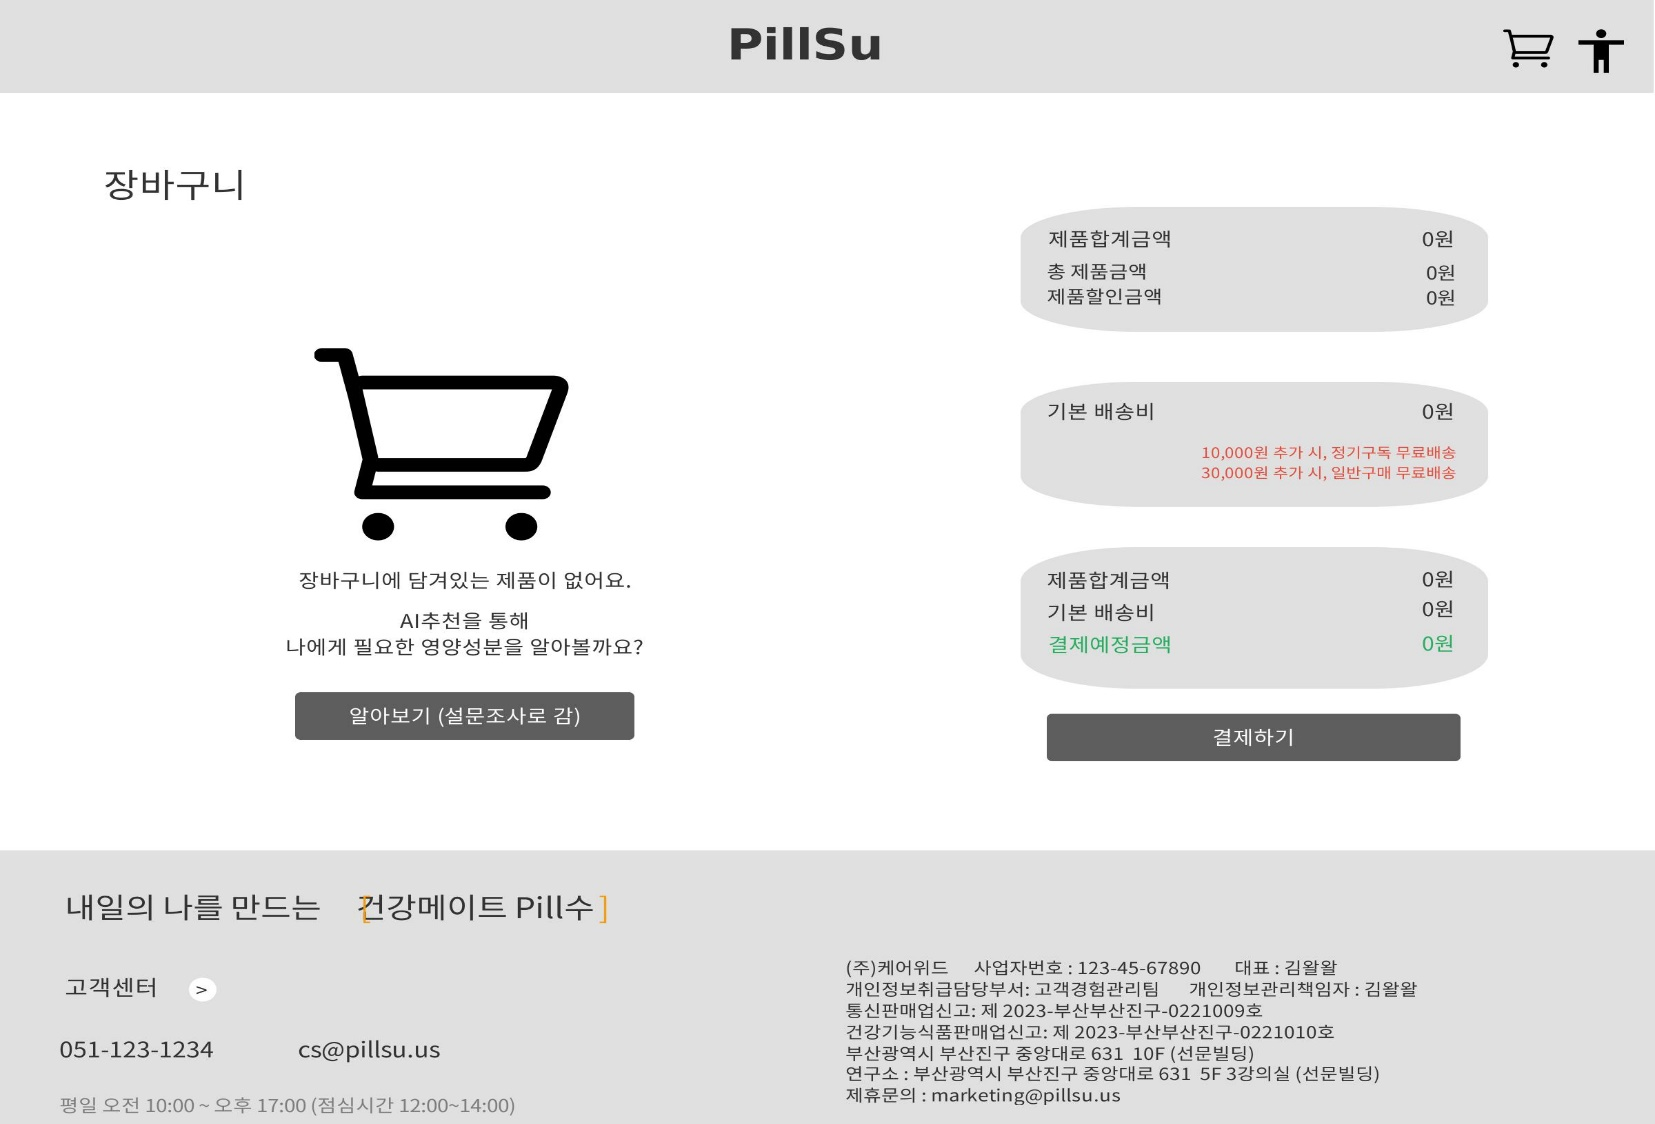 PillSu
장바구니
제품합계금액 0원
총 제품금액 0원
제품할인금액 0원
기본 배송비 0원
10,000원 추가 시, 정기구독 무료배송
30,000원 추가 시, 일반구매 무료배송
장바구니에 담겨있는 제품이 없어요.
AI추천을 통해
나에게 필요한 영양성분을 알아볼까요?
알아보기 (설문조사로 감)
제품합계금액 0원
기본 배송비 0원
결제예정금액 0원
결제하기
내일의 나를 만드는 [건강메이트 Pill수]
고객센터 >
051-123-1234 cs@pillsu.us
평일 오전 10:00 ~ 오후 17:00 (점심시간 12:00~14:00)
(주)케어위드 사업자번호 : 123-45-67890 대표 : 김왈왈
개인정보취급담당부서: 고객경험관리팀 개인정보관리책임자 : 김왈왈
통신판매업신고: 제 2023-부산부산진구-0221009호
건강기능식품판매업신고: 제 2023-부산부산진구-0221010호
부산광역시 부산진구 중앙대로 631 10F (선문빌딩)
연구소 : 부산광역시 부산진구 중앙대로 631 5F 3강의실 (선문빌딩)
제휴문의 : marketing@pillsu.us